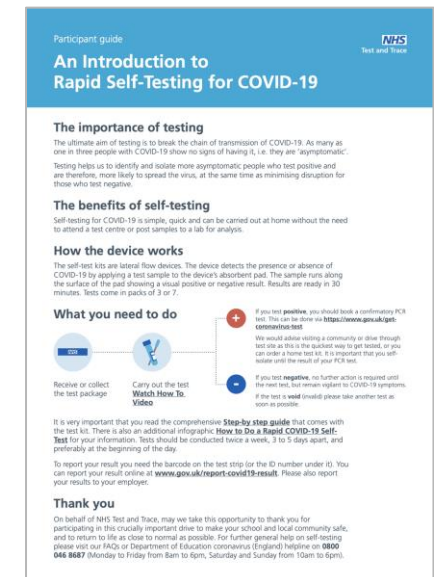 Participant guide
NHS
Test and Trace
An Introduction to
Rapid Self-Testing for COVID-19
The importance of testing
The ultimate aim of testing is to break the chain of transmission of COVID-19. As many as
one in three people with COVID-19 show no signs of having it, i.e. they are ‘asymptomatic’.
Testing helps us to identify and isolate more asymptomatic people who test positive and
are therefore, more likely to spread the virus, at the same time as minimising disruption for
those who test negative.
The benefits of self-testing
Self-testing for COVID-19 is simple, quick and can be carried out at home without the need
to attend a test centre or post samples to a lab for analysis.
How the device works
The self-test kits are lateral flow devices. The device detects the presence or absence of
COVID-19 by applying a test sample to the device's absorbent pad. The sample runs along
the surface of the pad showing a visual positive or negative result. Results are ready in 30
minutes. Tests come in packs of 3 or 7.
What you need to do
Receive or collect
the test package
Carry out the test
Watch How To
Video
+
If you test positive, you should book a confirmatory PCR
test. This can be done via https://www.gov.uk/get-
coronavirus-test
We would advise visiting a community or drive through
test site as this is the quickest way to get tested, or you
can order a home test kit. It is important that you self-
isolate until the result of your PCR test.
-
If you test negative, no further action is required until
the next test, but remain vigilant to COVID-19 symptoms.
If the test is void (invalid) please take another test as
soon as possible.
It is very important that you read the comprehensive Step-by step guide that comes with
the test kit. There is also an additional infographic How to Do a Rapid COVID-19 Self-
Test for your information. Tests should be conducted twice a week, 3 to 5 days apart, and
preferably at the beginning of the day.
To report your result you need the barcode on the test strip (or the ID number under it). You
can report your result online at www.gov.uk/report-covid19-result. Please also report
your results to your employer.
Thank you
On behalf of NHS Test and Trace, may we take this opportunity to thank you for
participating in this crucially important drive to make your school and local community safe,
and to return to life as close to normal as possible. For further general help on self-testing
please visit our FAQs or Department of Education coronavirus (England) helpline on 0800
046 8687 (Monday to Friday from 8am to 6pm, Saturday and Sunday from 10am to 6pm).